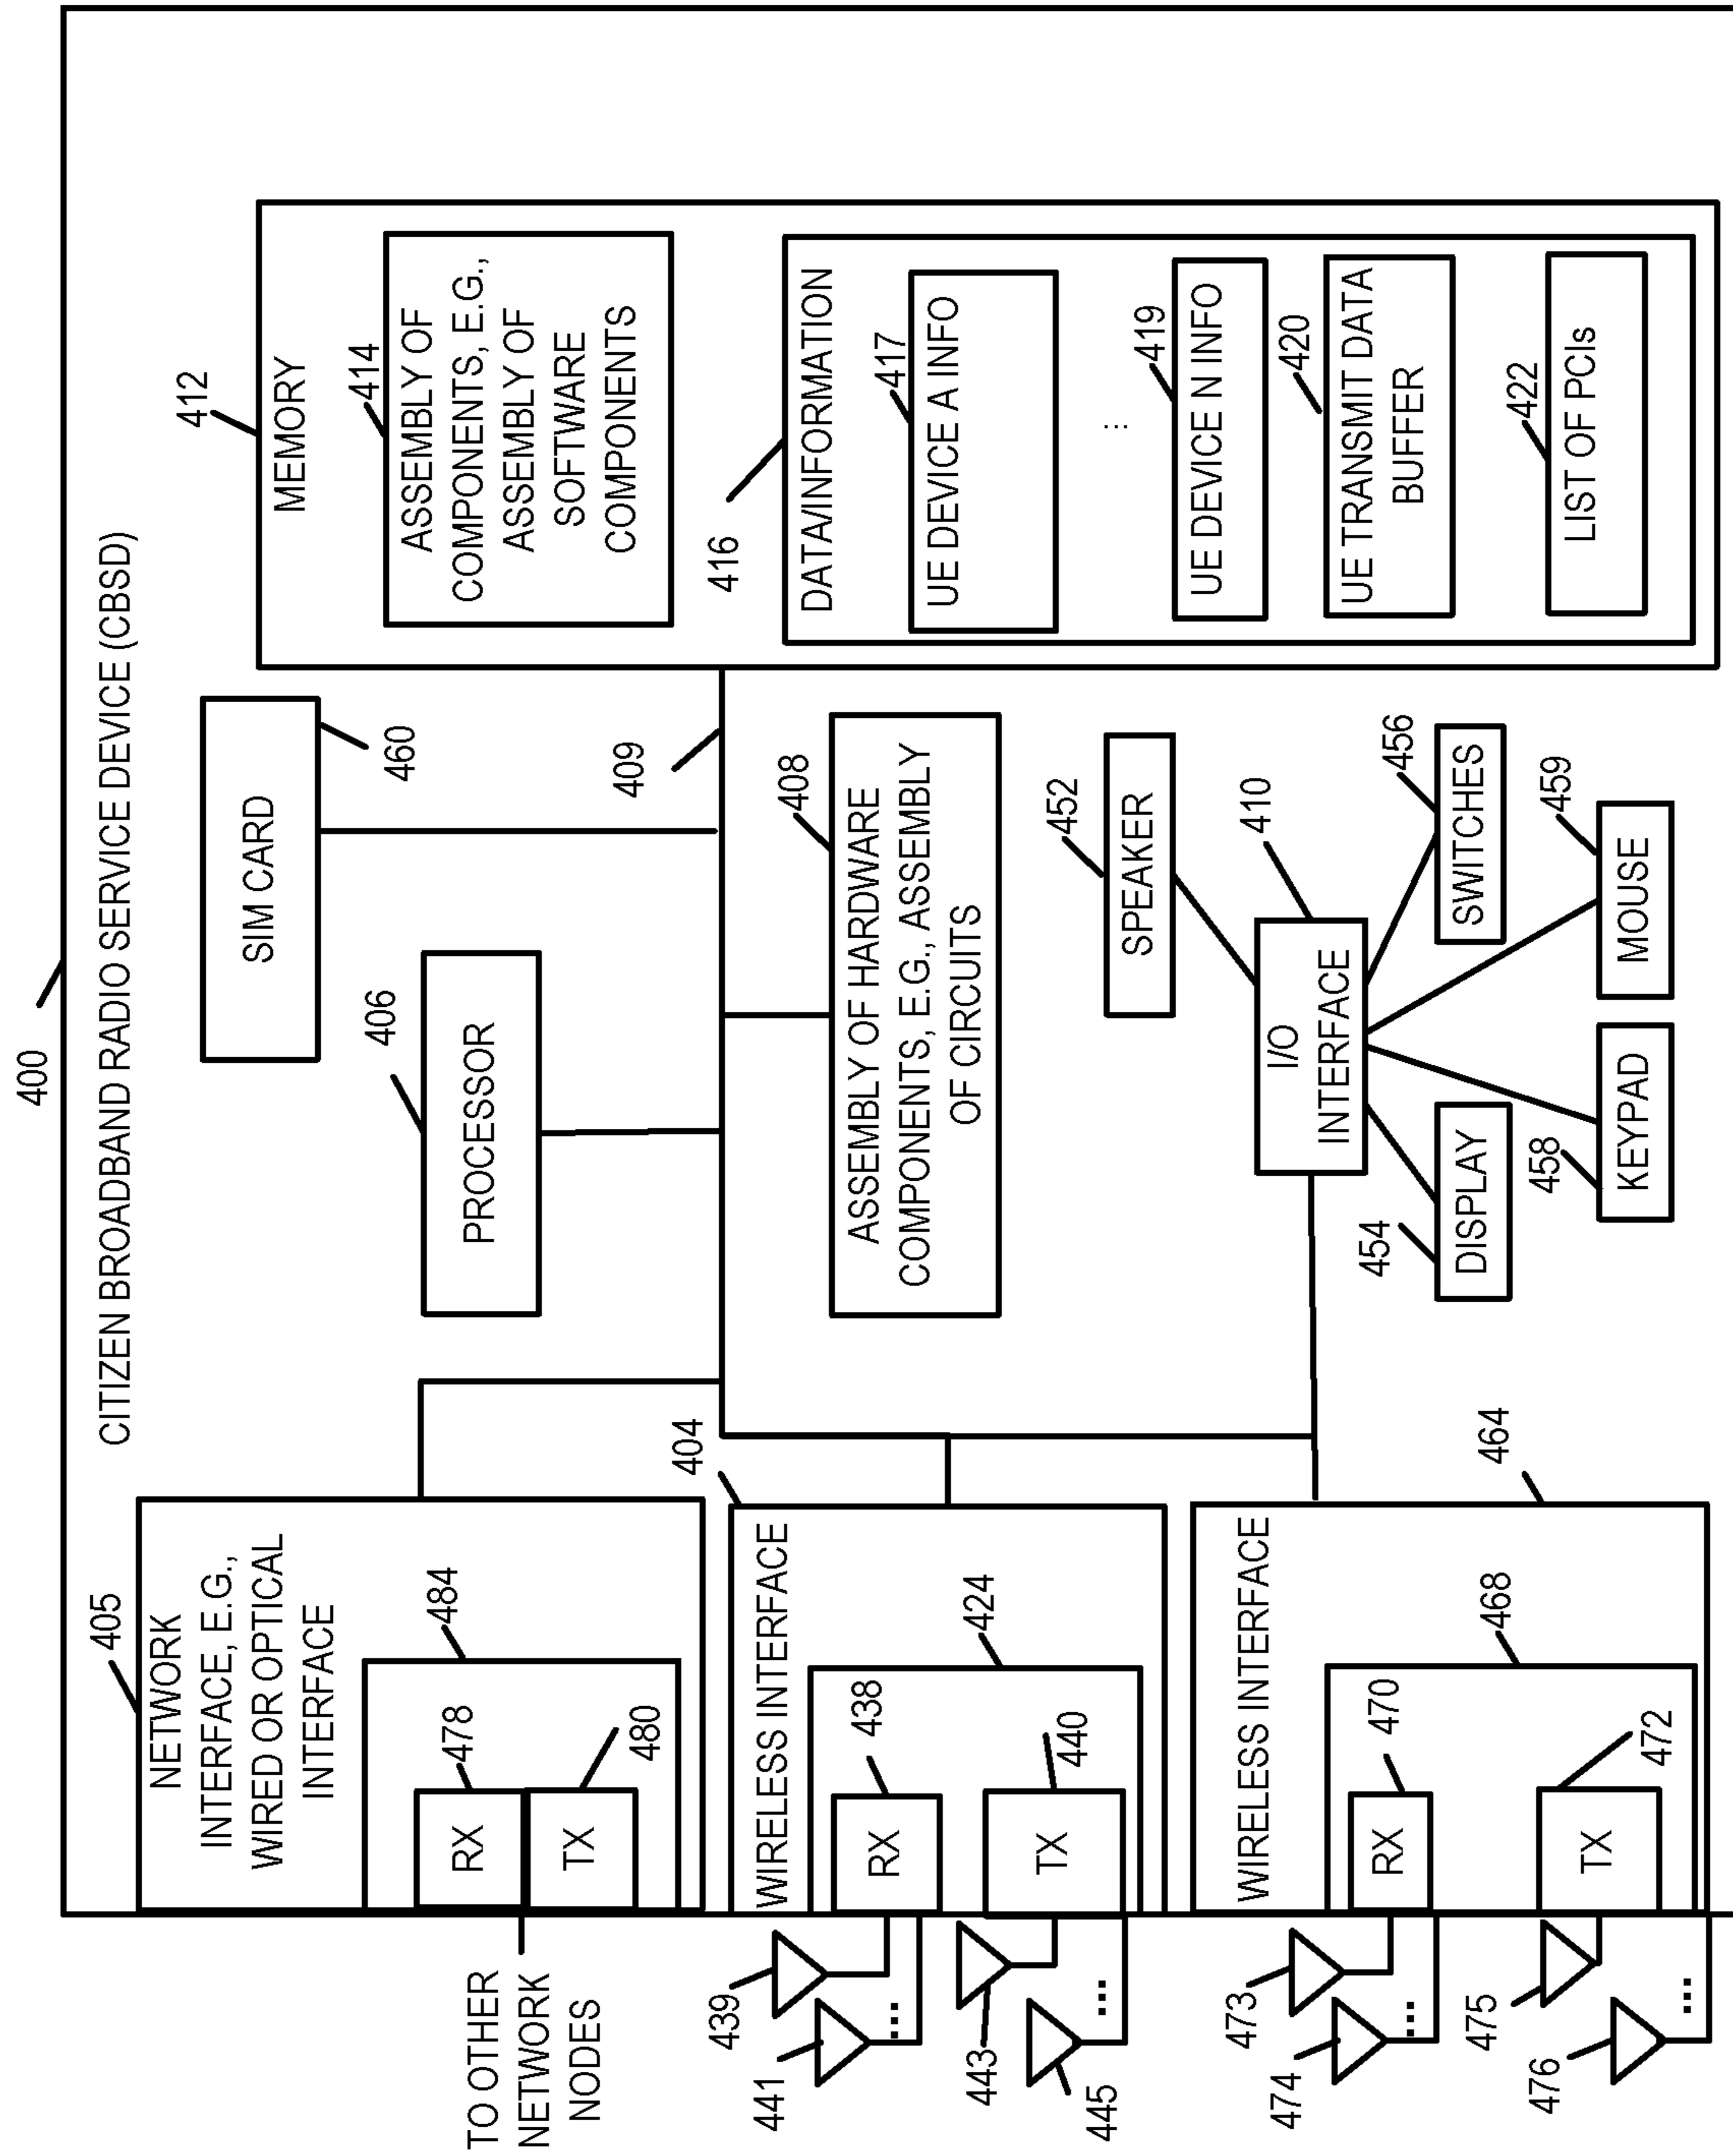 400
CITIZEN BROADBAND RADIO SERVICE DEVICE (CBSD)
405
NETWORK
INTERFACE, E.G.,
WIRED OR OPTICAL
INTERFACE
484
478
RX
480
TX
TO OTHER
NETWORK
NODES
404
WIRELESS INTERFACE
424
438
RX
440
TX
439
441
...
443
445
...
464
WIRELESS INTERFACE
468
470
RX
472
TX
473
474
...
475
476
...
406
PROCESSOR
SIM CARD
460
409
408
ASSEMBLY OF HARDWARE
COMPONENTS, E.G., ASSEMBLY
OF CIRCUITS
452
SPEAKER
410
I/O
INTERFACE
454
DISPLAY
456
SWITCHES
458
KEYPAD
459
MOUSE
412
MEMORY
414
ASSEMBLY OF
COMPONENTS, E.G.,
ASSEMBLY OF
SOFTWARE
COMPONENTS
416
DATA/INFORMATION
417
UE DEVICE A INFO
...
419
UE DEVICE N INFO
420
UE TRANSMIT DATA
BUFFER
422
LIST OF PCIs